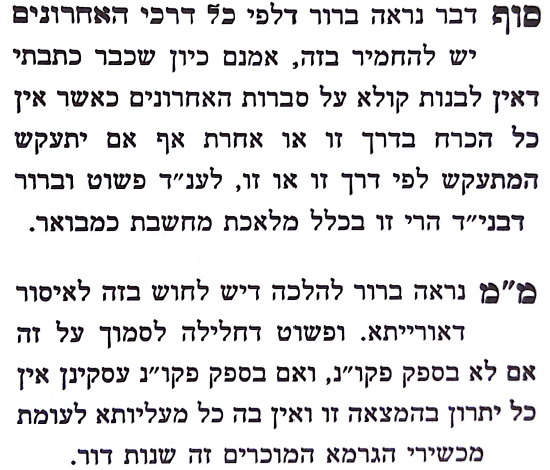 סוף דבר נראה ברור דלפי כל דרכי האחרונים
יש להחמיר בזה, אמנם כיון שכבר כתבתי
דאין לבנות קולא על סברות האחרונים כאשר אין
כל הכרח בדרך זו או אחרת אף אם יתעקש
המתעקש לפי דרך זו או זו, לענ״ד פשוט וברור
דבני״ד הרי זו בכלל מלאכת מחשבת כמבואר.
מ״מ נראה ברור להלכה דיש לחוש בזה לאיסור
דאורייתא. ופשוט דחלילה לסמוך על זה
אם לא בספק פקו״נ, ואם בספק פקו״נ עסקינן אין
כל יתרון בהמצאה זו ואין בה כל מעליותא לעומת
מכשירי הגרמא המוכרים זה שנות דור.